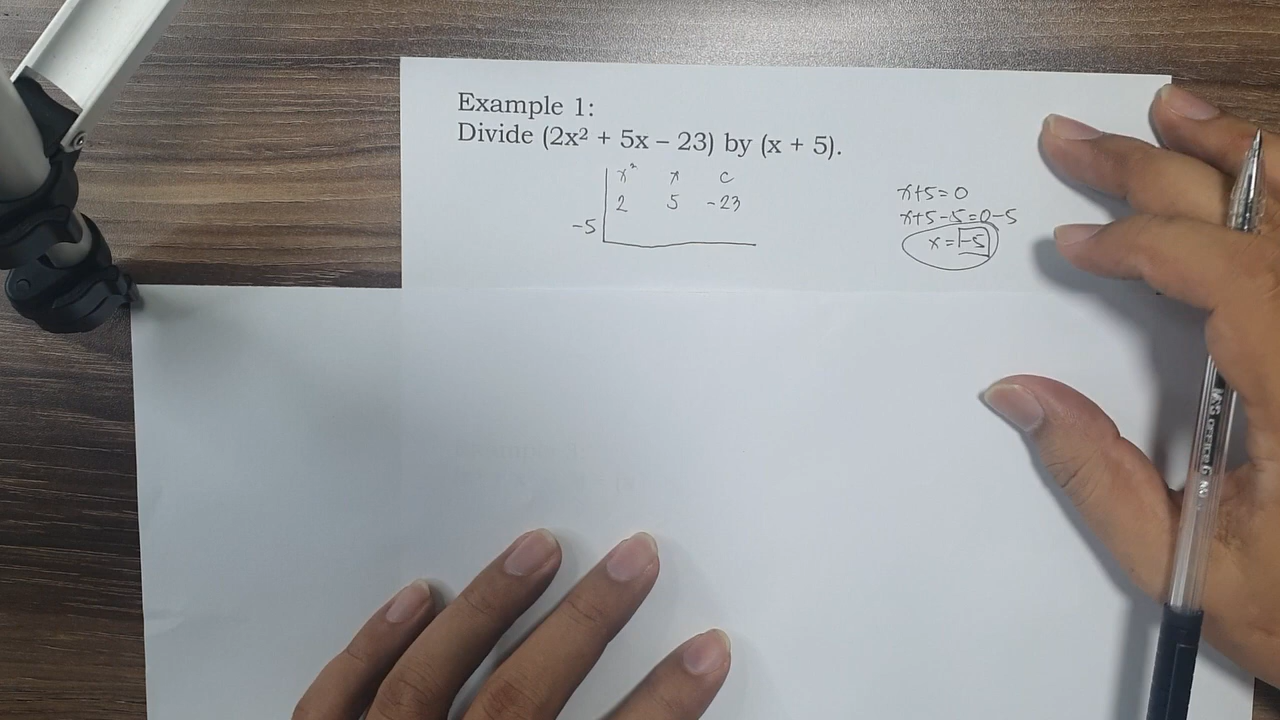 Example 1:
Divide (2x² + 5x – 23) by (x + 5).
x² x c
2 5 -23
-5
x+5=0
x+5-5=0-5
x=-5